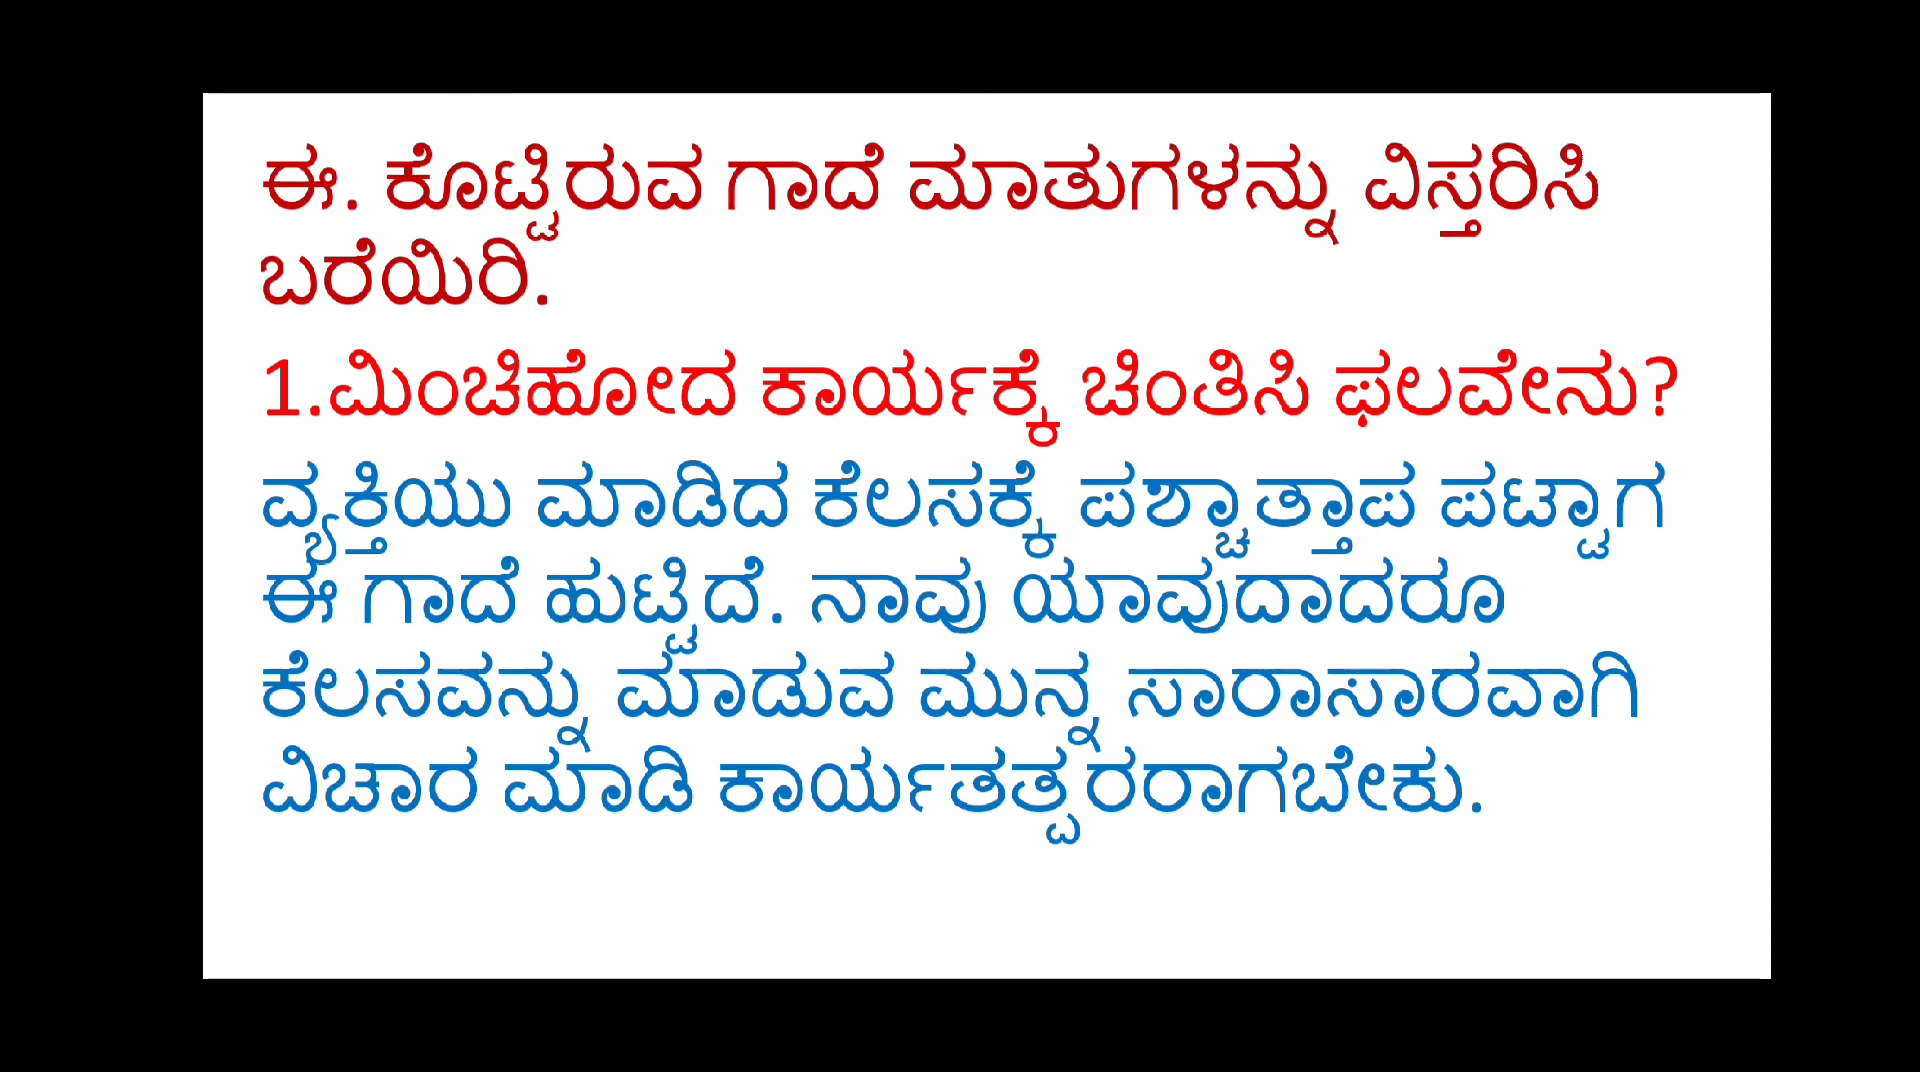 ಈ. ಕೊಟ್ಟಿರುವ ಗಾದೆ ಮಾತುಗಳನ್ನು ವಿಸ್ತರಿಸಿ
ಬರೆಯಿರಿ.
1.ಮಿಂಚಿಹೋದ ಕಾರ್ಯಕ್ಕೆ ಚಿಂತಿಸಿ ಫಲವೇನು?
ವ್ಯಕ್ತಿಯು ಮಾಡಿದ ಕೆಲಸಕ್ಕೆ ಪಶ್ಚಾತ್ತಾಪ ಪಟ್ಟಾಗ
ಈ ಗಾದೆ ಹುಟ್ಟಿದೆ. ನಾವು ಯಾವುದಾದರೂ
ಕೆಲಸವನ್ನು ಮಾಡುವ ಮುನ್ನ ಸಾರಾಸಾರವಾಗಿ
ವಿಚಾರ ಮಾಡಿ ಕಾರ್ಯತತ್ಪರರಾಗಬೇಕು.